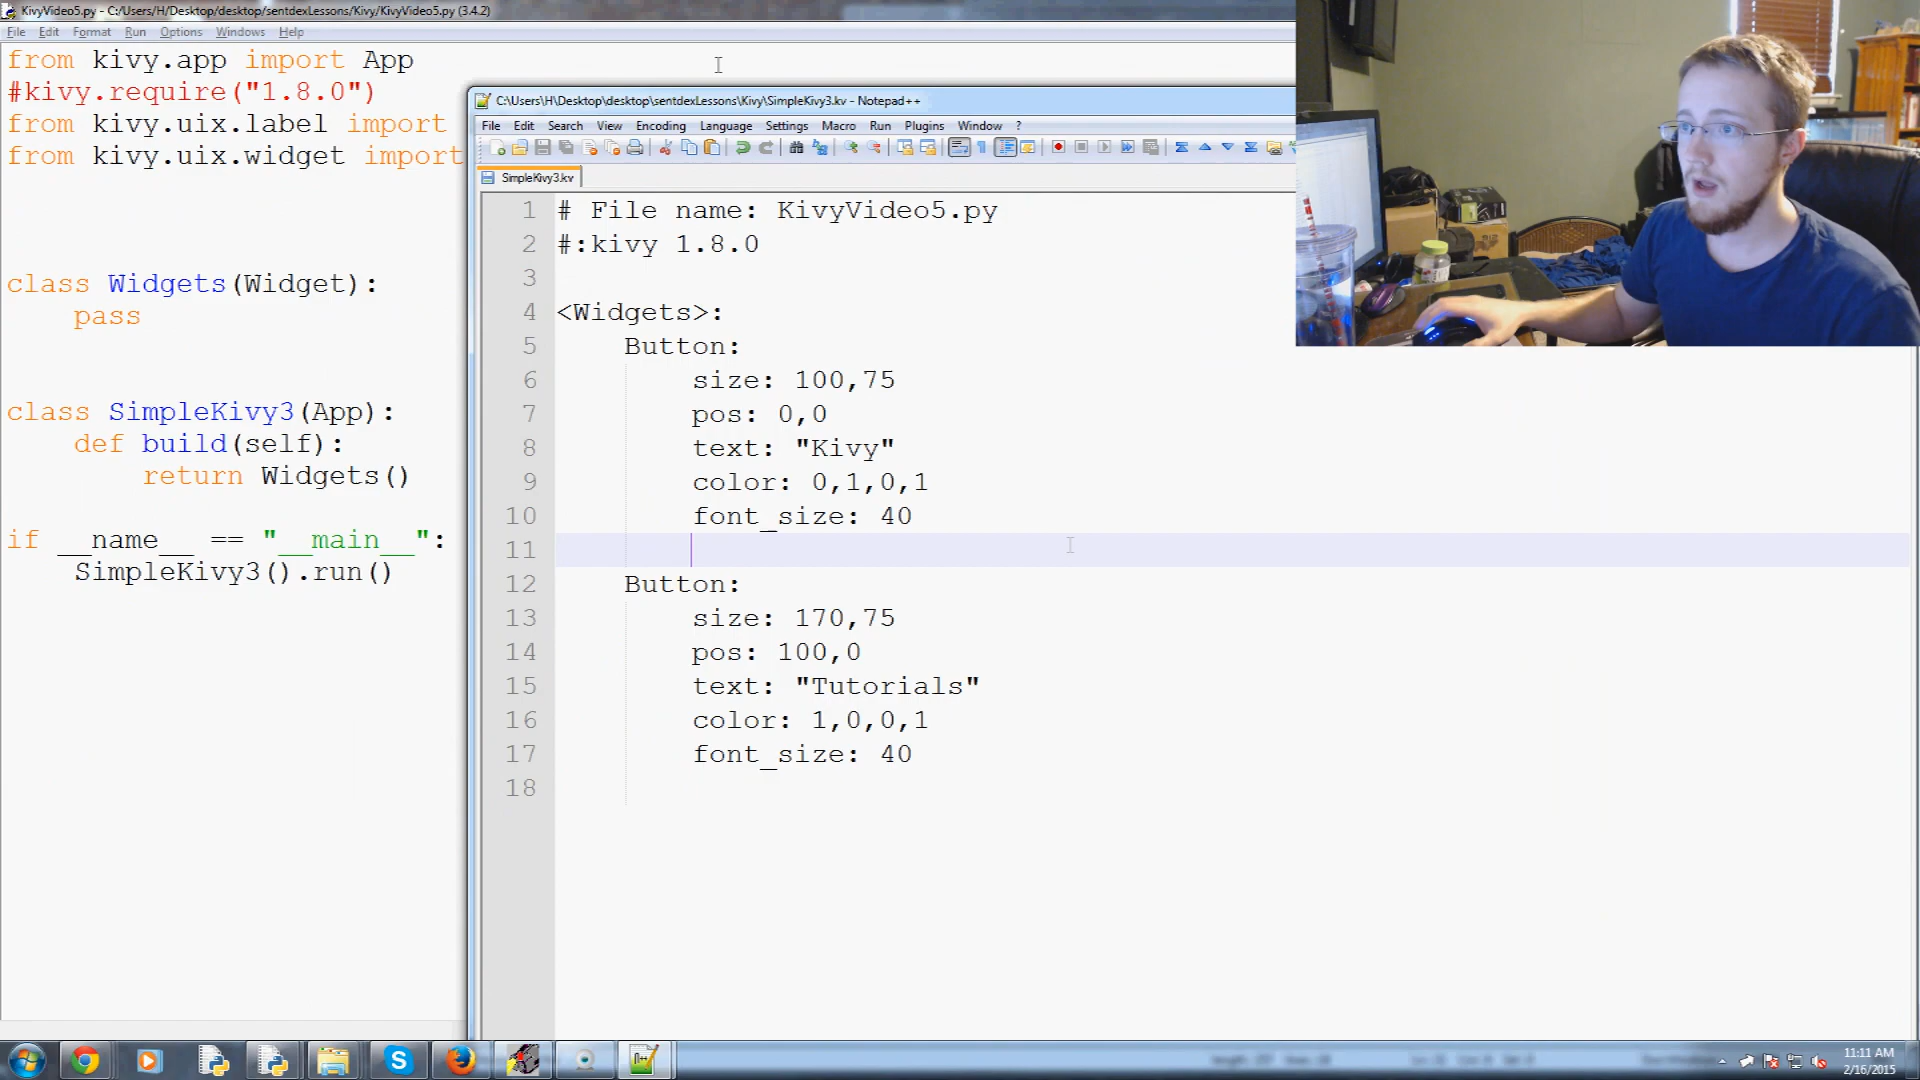 KivyVideo5.py - C:/Users/H/Desktop/desktop/sentdexLessons/Kivy/KivyVideo5.py (3.4.2)
File Edit Format Run Options Windows Help
from kivy.app import App
#kivy.require("1.8.0")
from kivy.uix.label import
from kivy.uix.widget import
class Widgets(Widget):
pass
class SimpleKivy3(App):
def build(self):
return Widgets()
if __name__ == "__main__":
SimpleKivy3().run()
C:\Users\H\Desktop\desktop\sentdexLessons\Kivy\SimpleKivy3.kv - Notepad++
File Edit Search View Encoding Language Settings Macro Run Plugins Window ?
SimpleKivy3.kv
1 # File name: KivyVideo5.py
2 #:kivy 1.8.0
3
4 <Widgets>:
5 Button:
6 size: 100,75
7 pos: 0,0
8 text: "Kivy"
9 color: 0,1,0,1
10 font_size: 40
11
12 Button:
13 size: 170,75
14 pos: 100,0
15 text: "Tutorials"
16 color: 1,0,0,1
17 font_size: 40
18
11:11 AM
2/16/2015